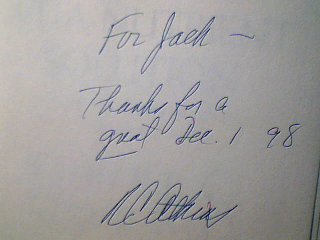 For Jack —
Thanks for a
great Dec. 1 98